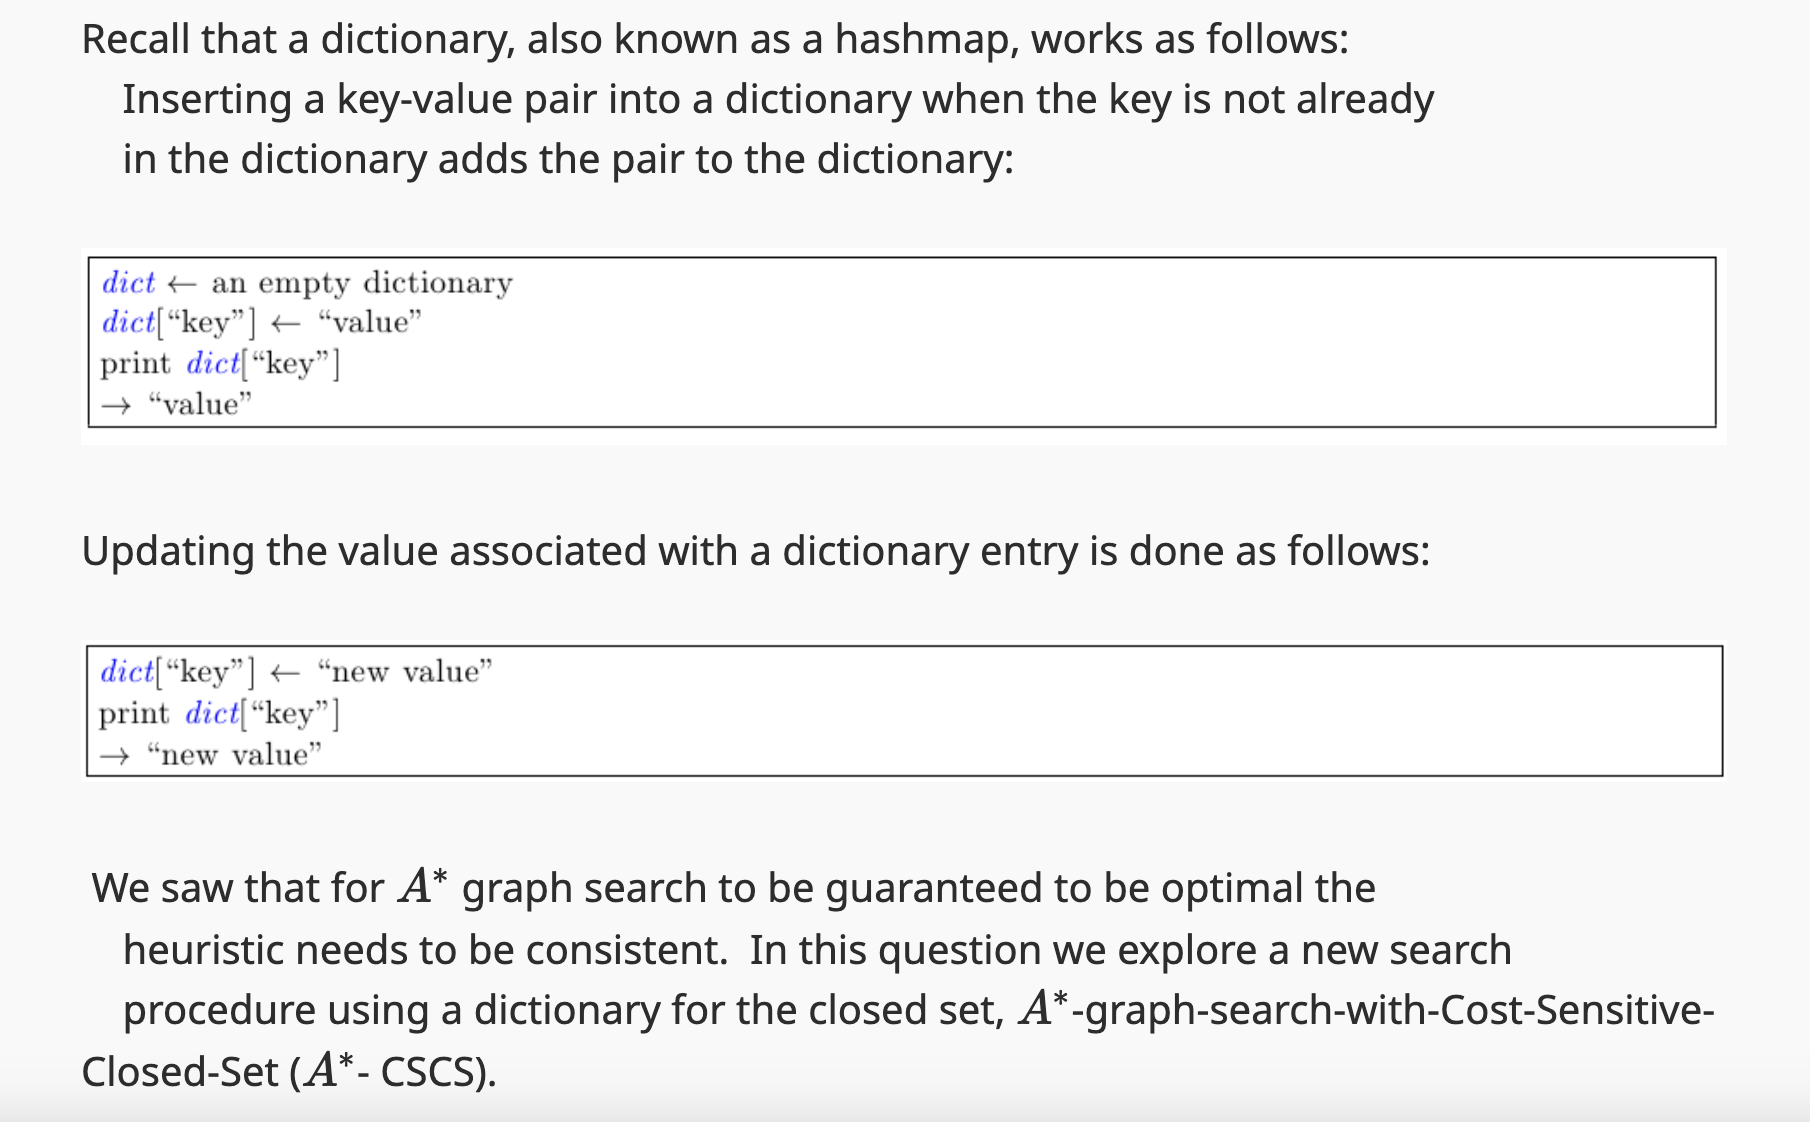 Recall that a dictionary, also known as a hashmap, works as follows:
Inserting a key-value pair into a dictionary when the key is not already
in the dictionary adds the pair to the dictionary:
dict ← an empty dictionary
dict[“key”] ← “value”
print dict[“key”]
→ “value”
Updating the value associated with a dictionary entry is done as follows:
dict[“key”] ← “new value”
print dict[“key”]
→ “new value”
We saw that for A* graph search to be guaranteed to be optimal the
heuristic needs to be consistent.  In this question we explore a new search
procedure using a dictionary for the closed set, A*-graph-search-with-Cost-Sensitive-
Closed-Set (A*- CSCS).